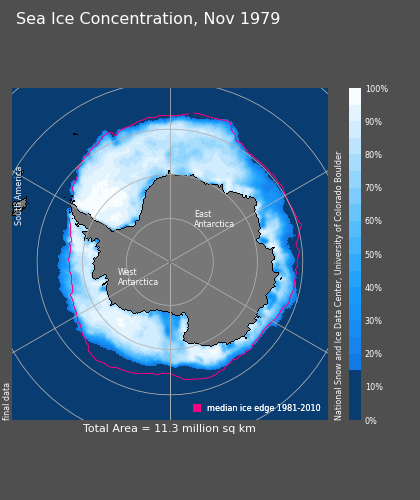 Sea Ice Concentration, Nov 1979
South America
East
Antarctica
West
Antarctica
final data
median ice edge 1981-2010
Total Area = 11.3 million sq km
National Snow and Ice Data Center, University of Colorado Boulder
100%
90%
80%
70%
60%
50%
40%
30%
20%
10%
0%